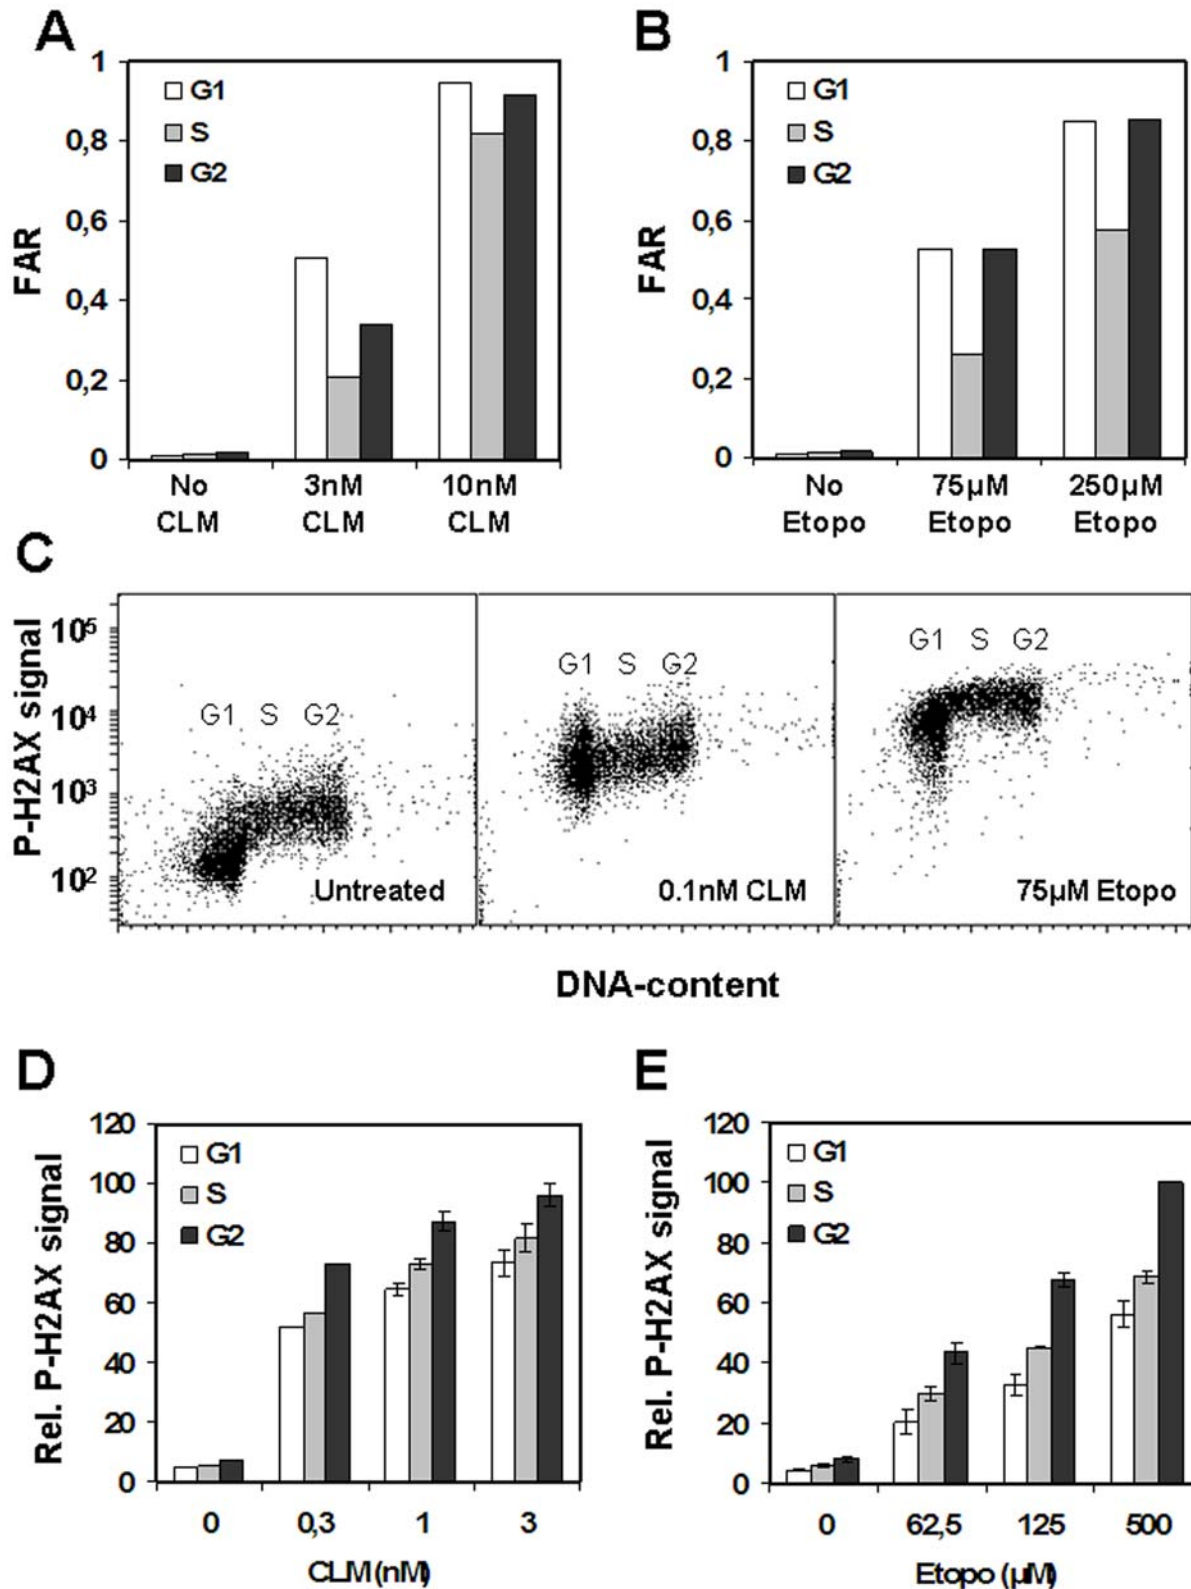 A
B
1
0,8
0,6
0,4
0,2
0
FAR
G1
S
G2
No CLM
3nM CLM
10nM CLM
1
0,8
0,6
0,4
0,2
0
FAR
G1
S
G2
No Etopo
75µM Etopo
250µM Etopo
C
P-H2AX signal
10⁵
10⁴
10³
10²
G1 S G2
Untreated
G1 S G2
0.1nM CLM
G1 S G2
75µM Etopo
DNA-content
D
E
120
100
80
60
40
20
0
Rel. P-H2AX signal
G1
S
G2
0 0,3 1 3
CLM (nM)
120
100
80
60
40
20
0
Rel. P-H2AX signal
G1
S
G2
0 62,5 125 500
Etopo (µM)